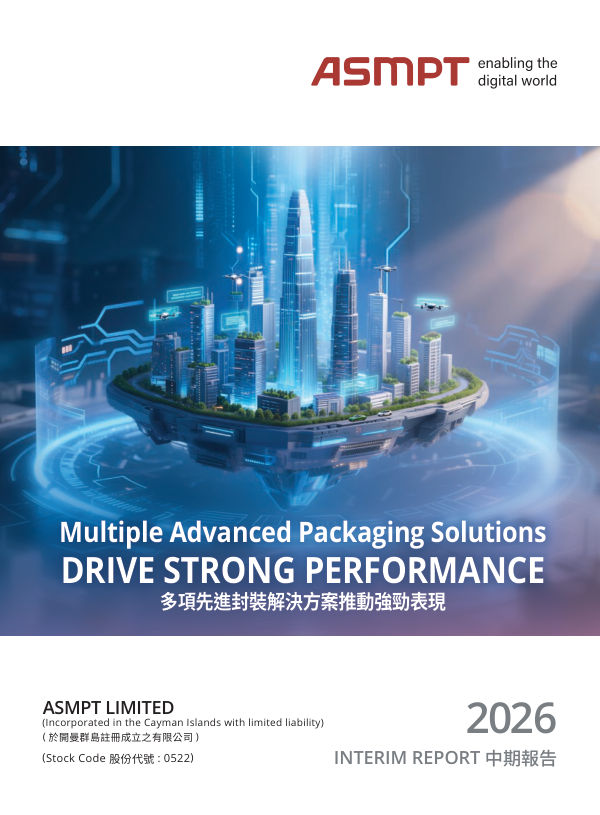 ASMPT enabling the
digital world
Multiple Advanced Packaging Solutions
DRIVE STRONG PERFORMANCE
多項先進封裝解決方案推動強勁表現
ASMPT LIMITED
(Incorporated in the Cayman Islands with limited liability)
( 於開曼群島註冊成立之有限公司 )
(Stock Code 股份代號 : 0522)
2026
INTERIM REPORT 中期報告